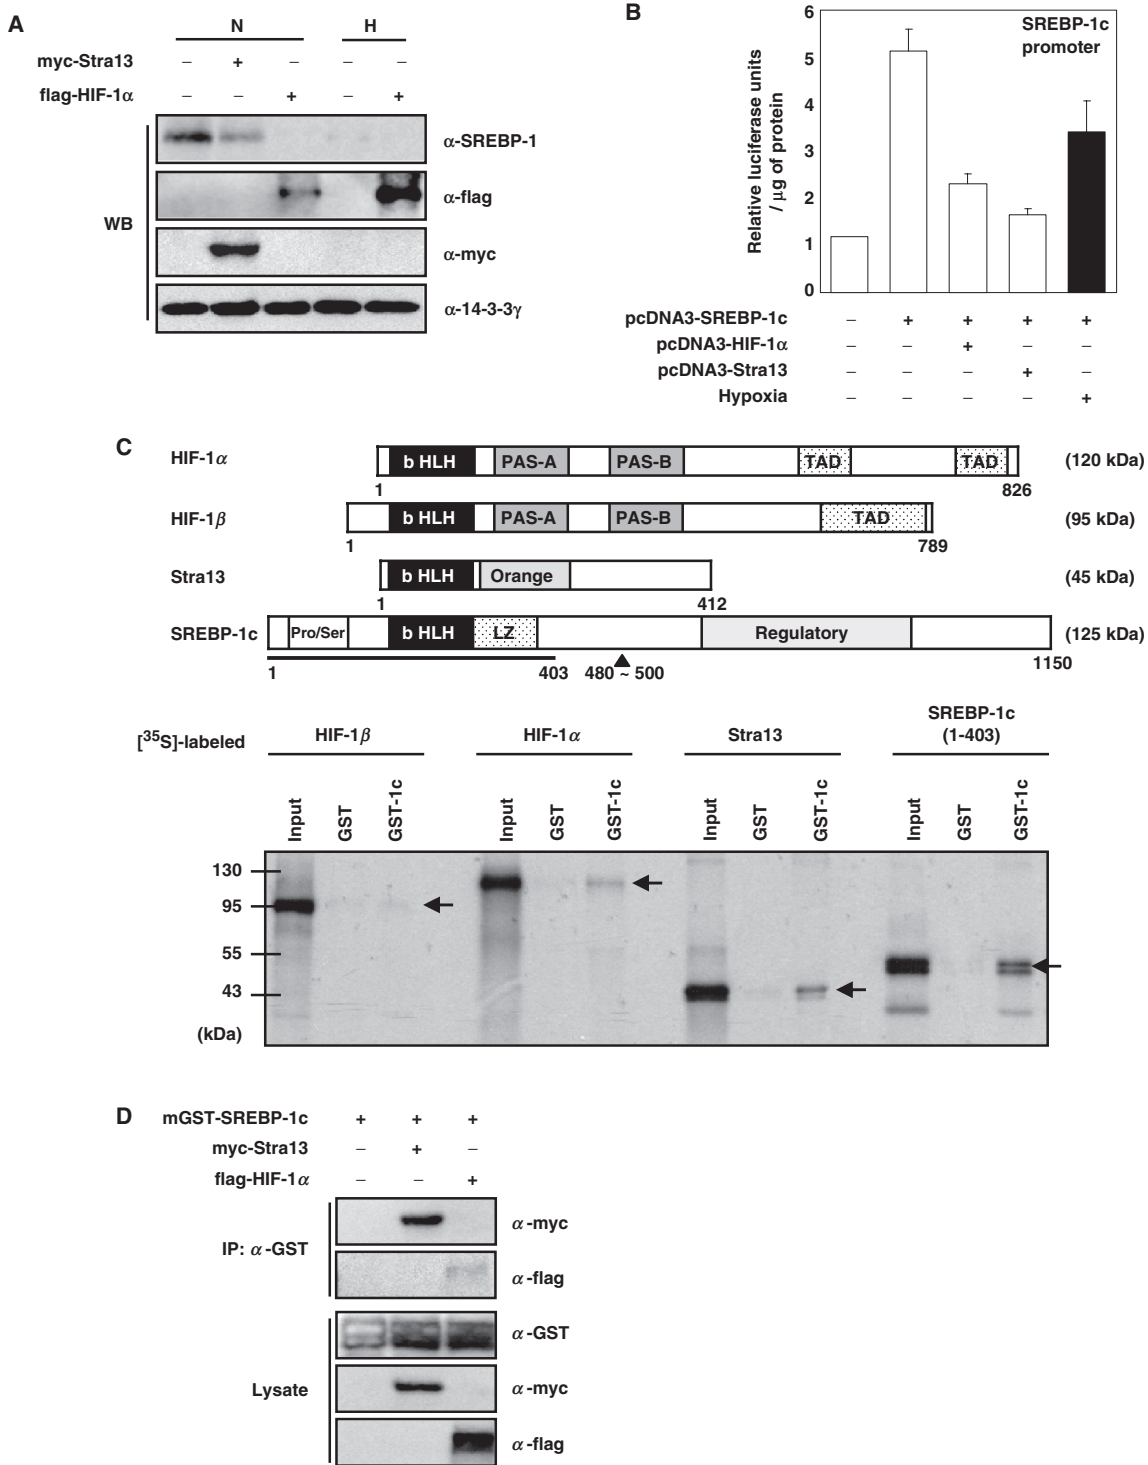 A
N H
myc-Stra13 – + – – –
flag-HIF-1α – – + – +
WB
α-SREBP-1
α-flag
α-myc
α-14-3-3γ
B
SREBP-1c
promoter
Relative luciferase units
/ μg of protein
6
5
4
3
2
1
0
pcDNA3-SREBP-1c – + + + +
pcDNA3-HIF-1α – – + – –
pcDNA3-Stra13 – – – + –
Hypoxia – – – – +
C
HIF-1α b HLH PAS-A PAS-B TAD TAD (120 kDa)
1 826
HIF-1β b HLH PAS-A PAS-B TAD (95 kDa)
1 789
Stra13 b HLH Orange (45 kDa)
1 412
SREBP-1c Pro/Ser b HLH LZ Regulatory (125 kDa)
1 403 480 ~ 500 1150
[35S]-labeled HIF-1β HIF-1α Stra13 SREBP-1c
(1-403)
Input GST GST-1c Input GST GST-1c Input GST GST-1c Input GST GST-1c
130
95
55
43
(kDa)
D
mGST-SREBP-1c + + +
myc-Stra13 – + –
flag-HIF-1α – – +
IP: α-GST
α-myc
α-flag
Lysate
α-GST
α-myc
α-flag